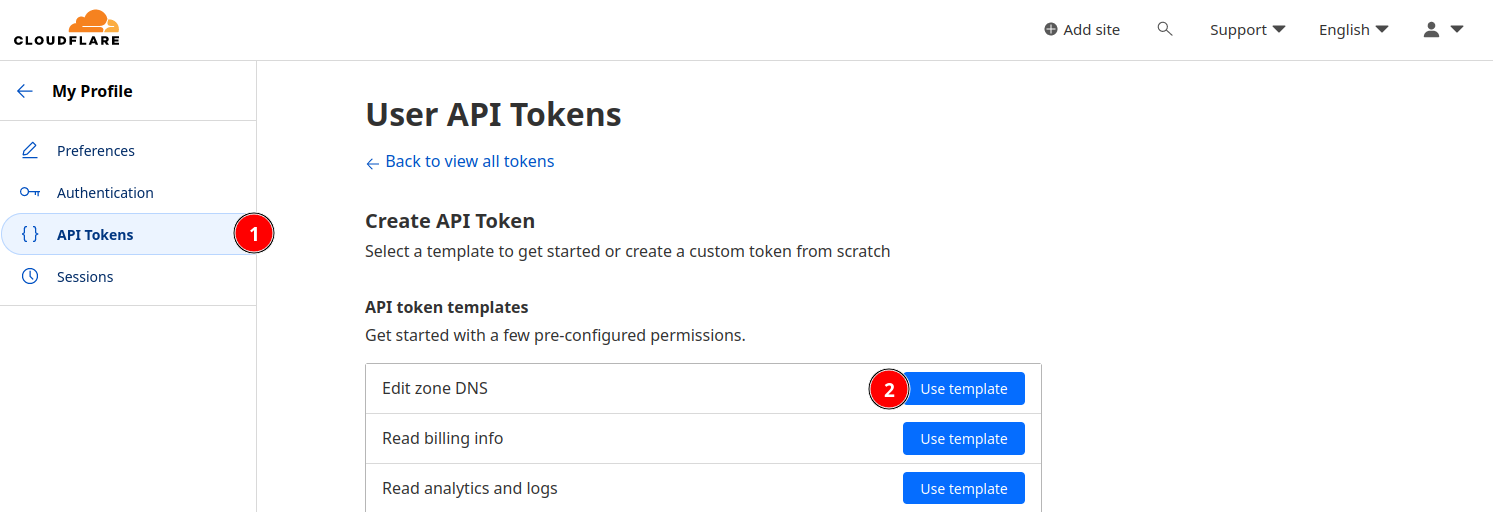 CLOUDFLARE
Add site
Support
English
My Profile
Preferences
Authentication
API Tokens
1
Sessions
User API Tokens
← Back to view all tokens
Create API Token
Select a template to get started or create a custom token from scratch
API token templates
Get started with a few pre-configured permissions.
Edit zone DNS
2
Use template
Read billing info
Use template
Read analytics and logs
Use template